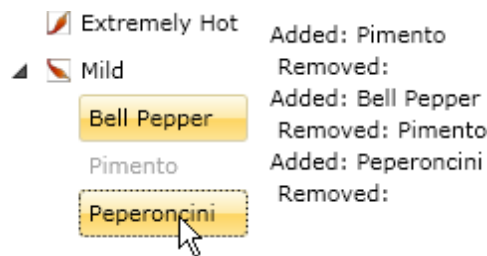 Extremely Hot
Mild
Bell Pepper
Pimento
Peperoncini
Added: Pimento
Removed:
Added: Bell Pepper
Removed: Pimento
Added: Peperoncini
Removed: